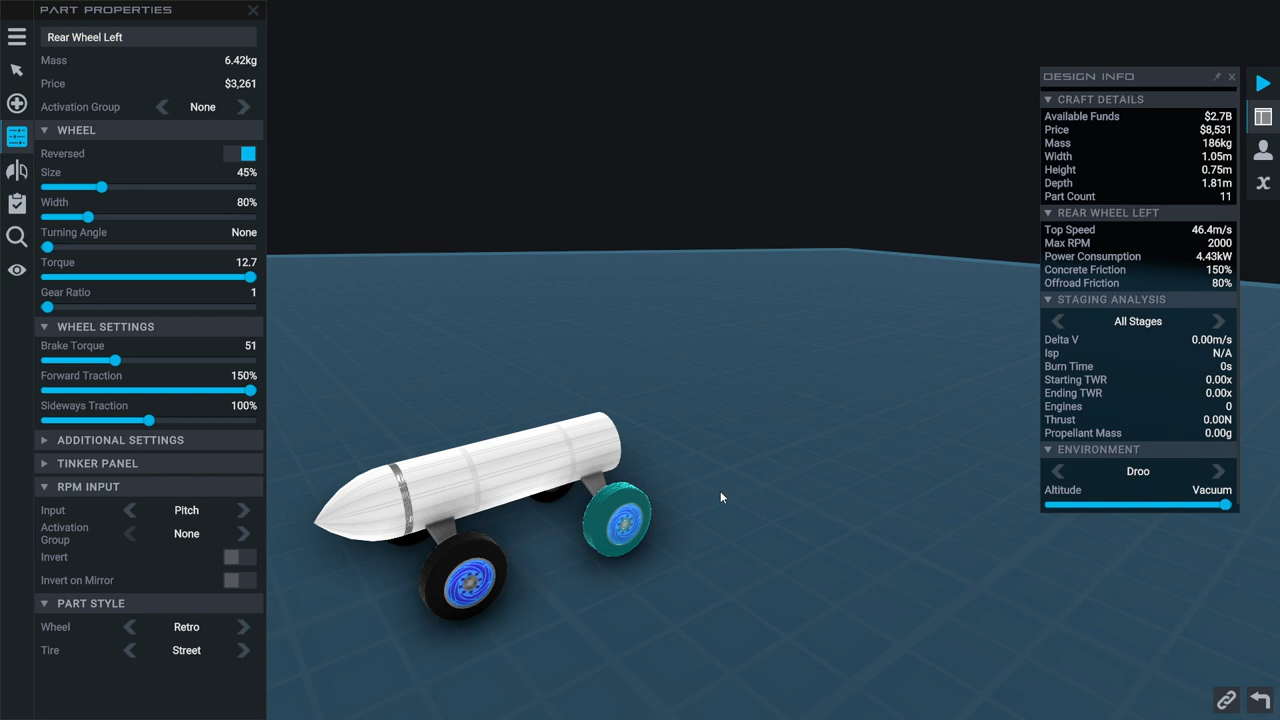 PART PROPERTIES
Rear Wheel Left
Mass 6.42kg
Price $3,261
Activation Group None
WHEEL
Reversed
Size 45%
Width 80%
Turning Angle None
Torque 12.7
Gear Ratio 1
WHEEL SETTINGS
Brake Torque 51
Forward Traction 150%
Sideways Traction 100%
ADDITIONAL SETTINGS
TINKER PANEL
RPM INPUT
Input Pitch
Activation
Group None
Invert
Invert on Mirror
PART STYLE
Wheel Retro
Tire Street
DESIGN INFO
CRAFT DETAILS
Available Funds $2.7B
Price $8,531
Mass 186kg
Width 1.05m
Height 0.75m
Depth 1.81m
Part Count 11
REAR WHEEL LEFT
Top Speed 46.4m/s
Max RPM 2000
Power Consumption 4.43kW
Concrete Friction 150%
Offroad Friction 80%
STAGING ANALYSIS
All Stages
Delta V 0.00m/s
Isp N/A
Burn Time 0s
Starting TWR 0.00x
Ending TWR 0.00x
Engines 0
Thrust 0.00N
Propellant Mass 0.00g
ENVIRONMENT
Droo
Altitude Vacuum
x